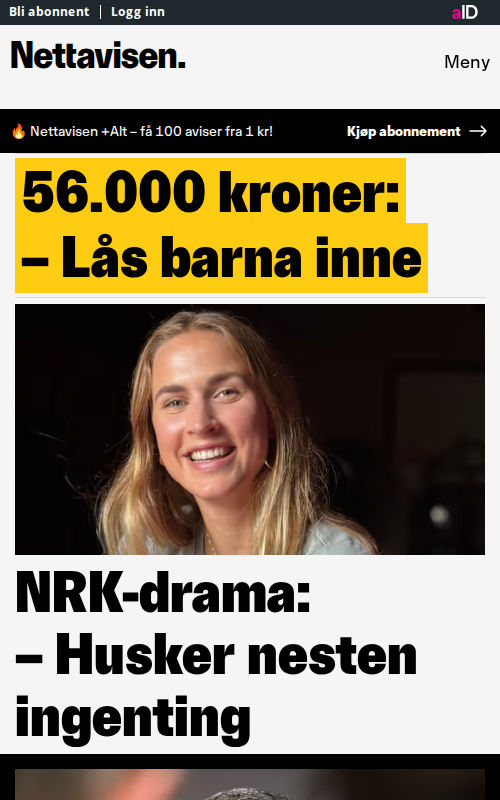 Bli abonnent | Logg inn aID
Nettavisen.
Meny
🔥 Nettavisen +Alt – få 100 aviser fra 1 kr! Kjøp abonnement →
56.000 kroner:
– Lås barna inne
NRK-drama:
– Husker nesten
ingenting